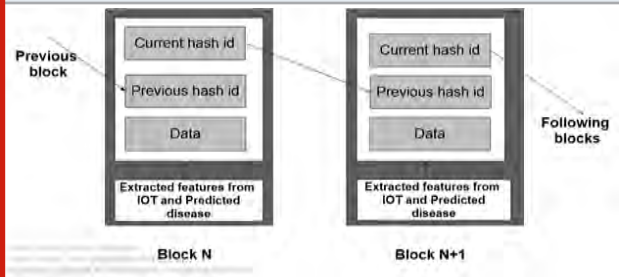 Previous
block
Current hash id
Previous hash id
Data
Extracted features from
IOT and Predicted
disease
Block N
Current hash id
Previous hash id
Data
Extracted features from
IOT and Predicted
disease
Block N+1
Following
blocks